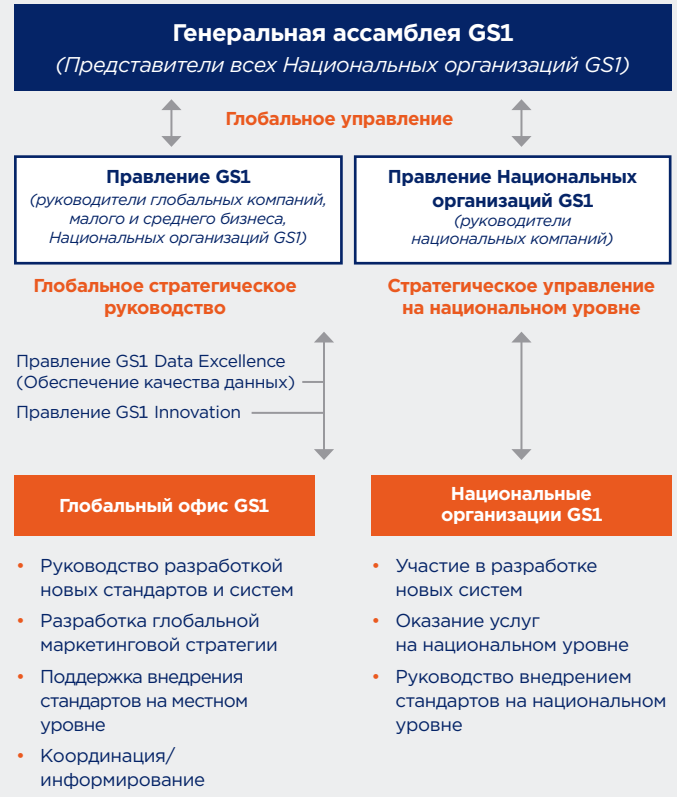 Генеральная ассамблея GS1
(Представители всех Национальных организаций GS1)
Глобальное управление
Правление GS1
(руководители глобальных компаний,
малого и среднего бизнеса,
Национальных организаций GS1)
Правление Национальных
организаций GS1
(руководители
национальных компаний)
Глобальное стратегическое
руководство
Стратегическое управление
на национальном уровне
Правление GS1 Data Excellence
(Обеспечение качества данных)
Правление GS1 Innovation
Глобальный офис GS1
• Руководство разработкой
новых стандартов и систем
• Разработка глобальной
маркетинговой стратегии
• Поддержка внедрения
стандартов на местном
уровне
• Координация/
информирование
Национальные
организации GS1
• Участие в разработке
новых систем
• Оказание услуг
на национальном уровне
• Руководство внедрением
стандартов на национальном
уровне